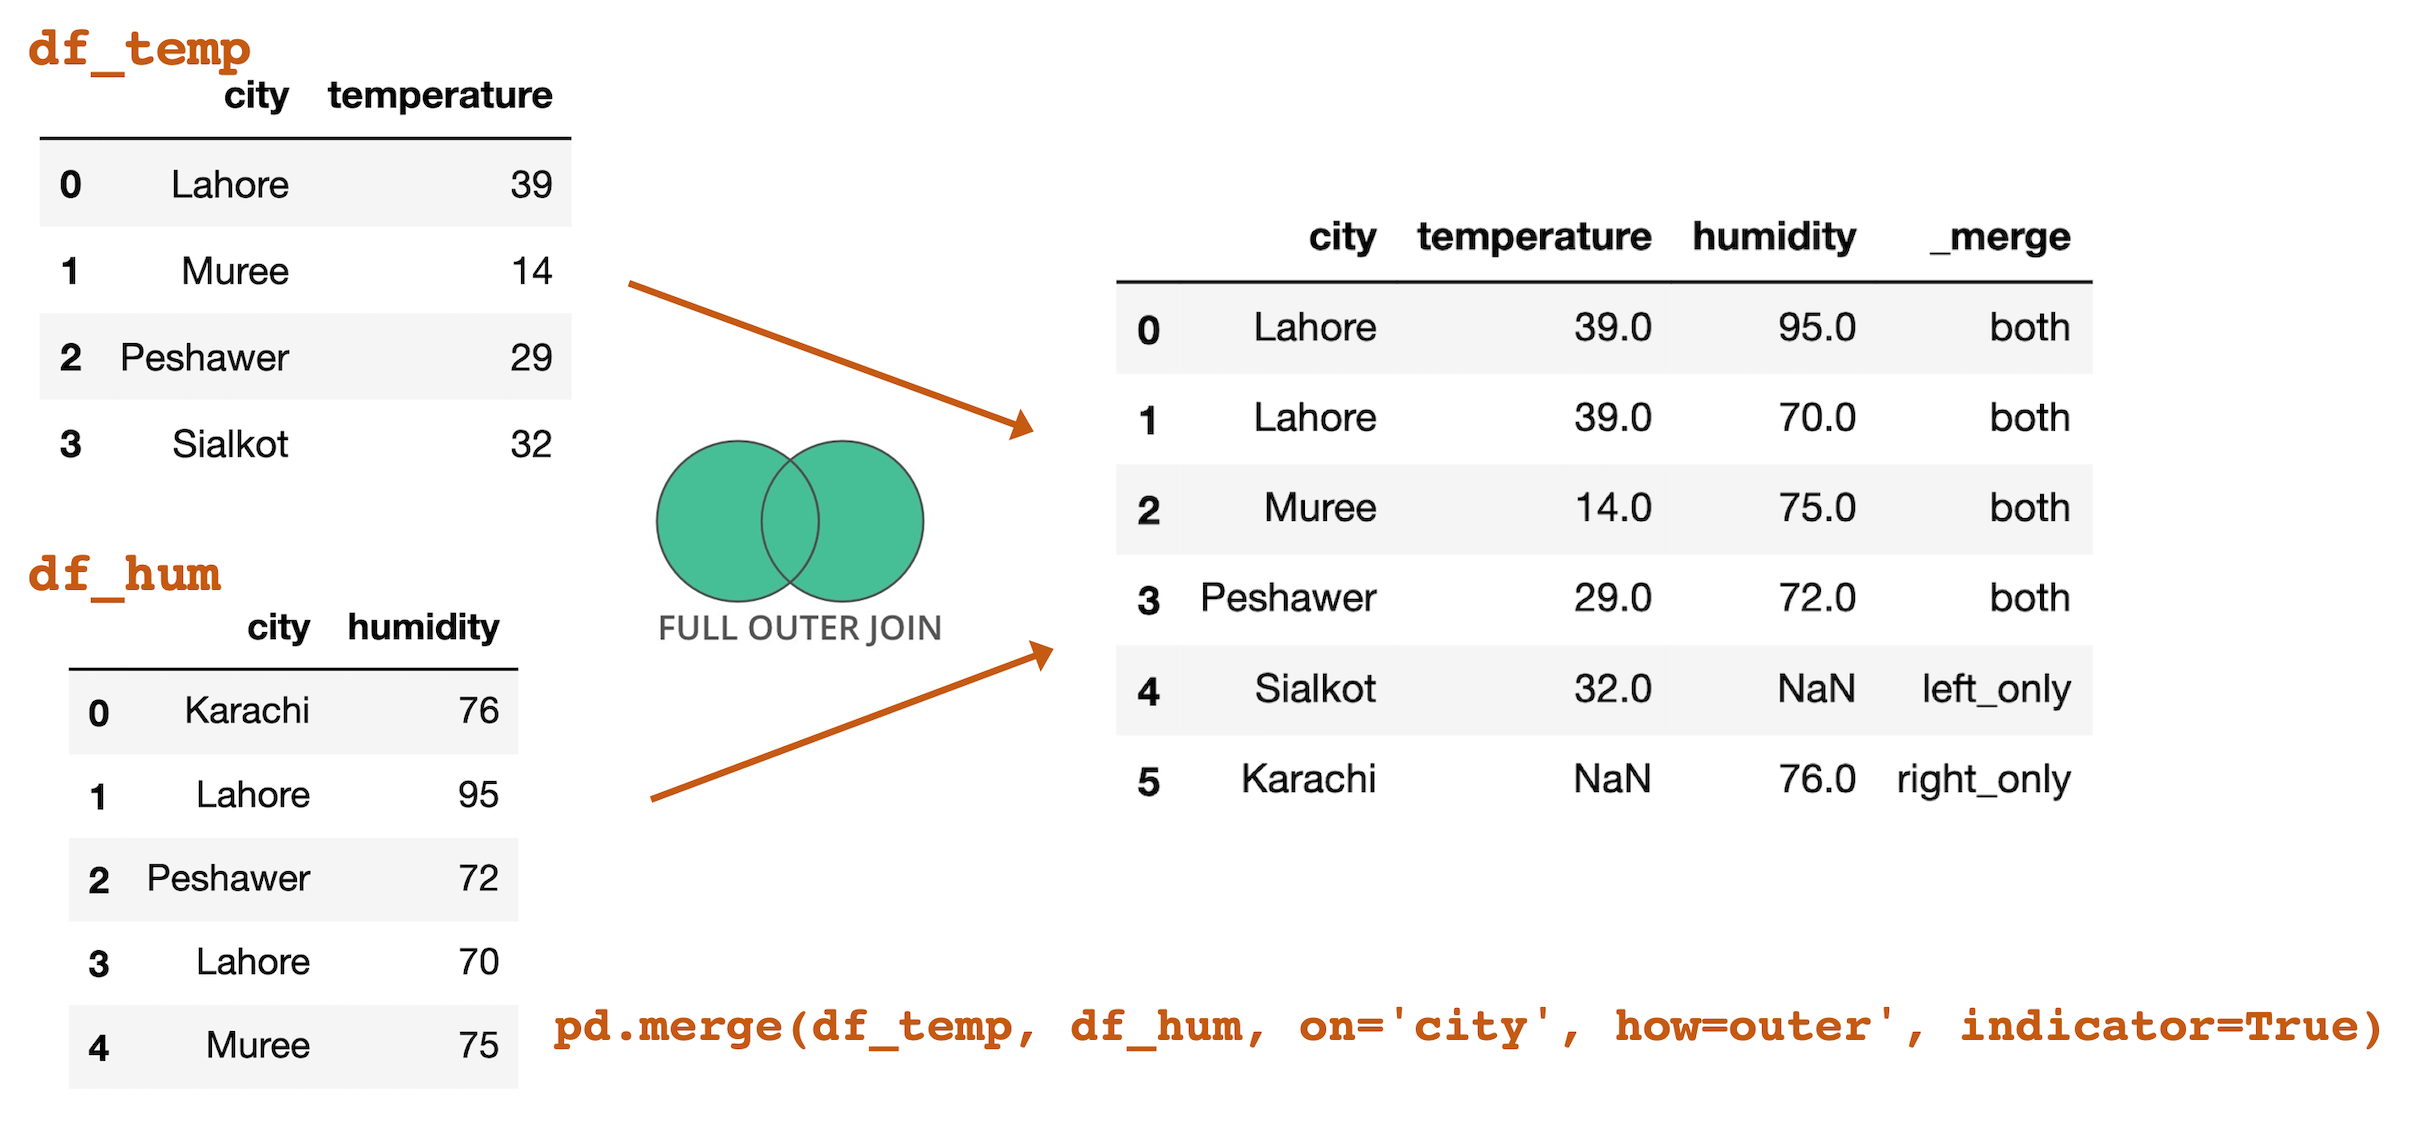 df_temp
city temperature
0 Lahore 39
1 Muree 14
2 Peshawer 29
3 Sialkot 32
df_hum
city humidity
0 Karachi 76
1 Lahore 95
2 Peshawer 72
3 Lahore 70
4 Muree 75
FULL OUTER JOIN
city temperature humidity _merge
0 Lahore 39.0 95.0 both
1 Lahore 39.0 70.0 both
2 Muree 14.0 75.0 both
3 Peshawer 29.0 72.0 both
4 Sialkot 32.0 NaN left_only
5 Karachi NaN 76.0 right_only
pd.merge(df_temp, df_hum, on='city', how=outer', indicator=True)